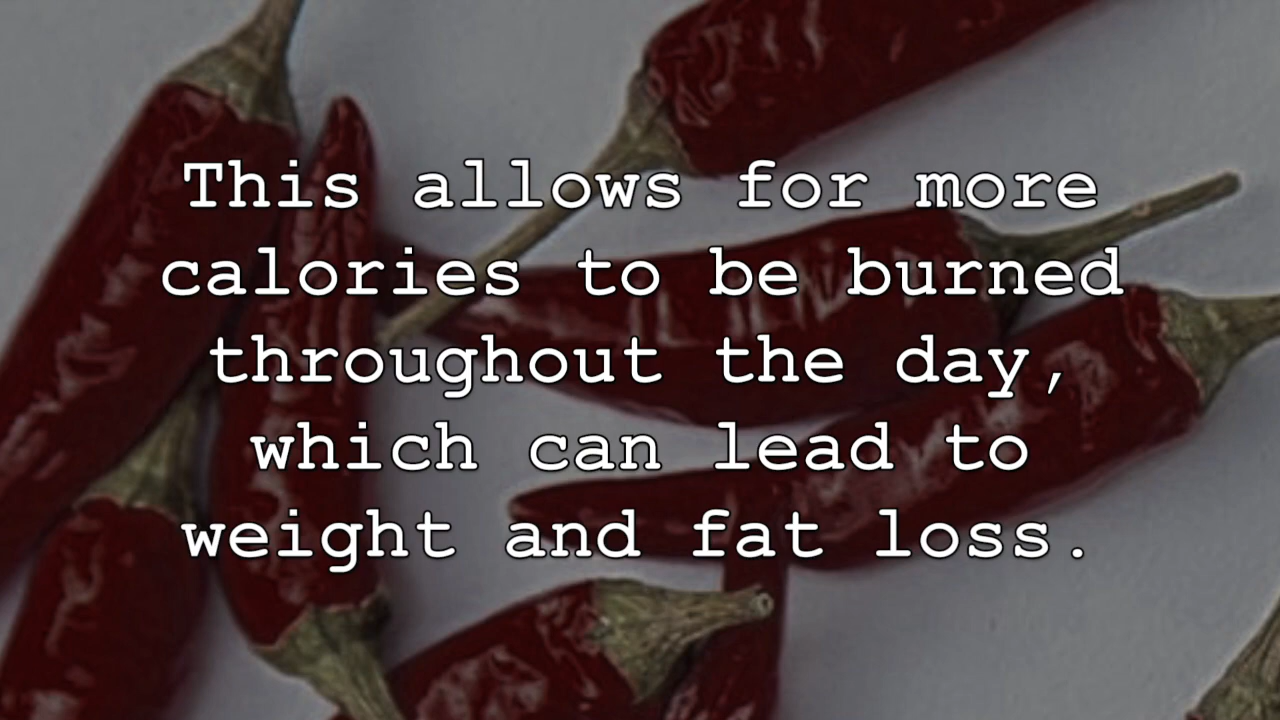 This allows for more
calories to be burned
throughout the day,
which can lead to
weight and fat loss.